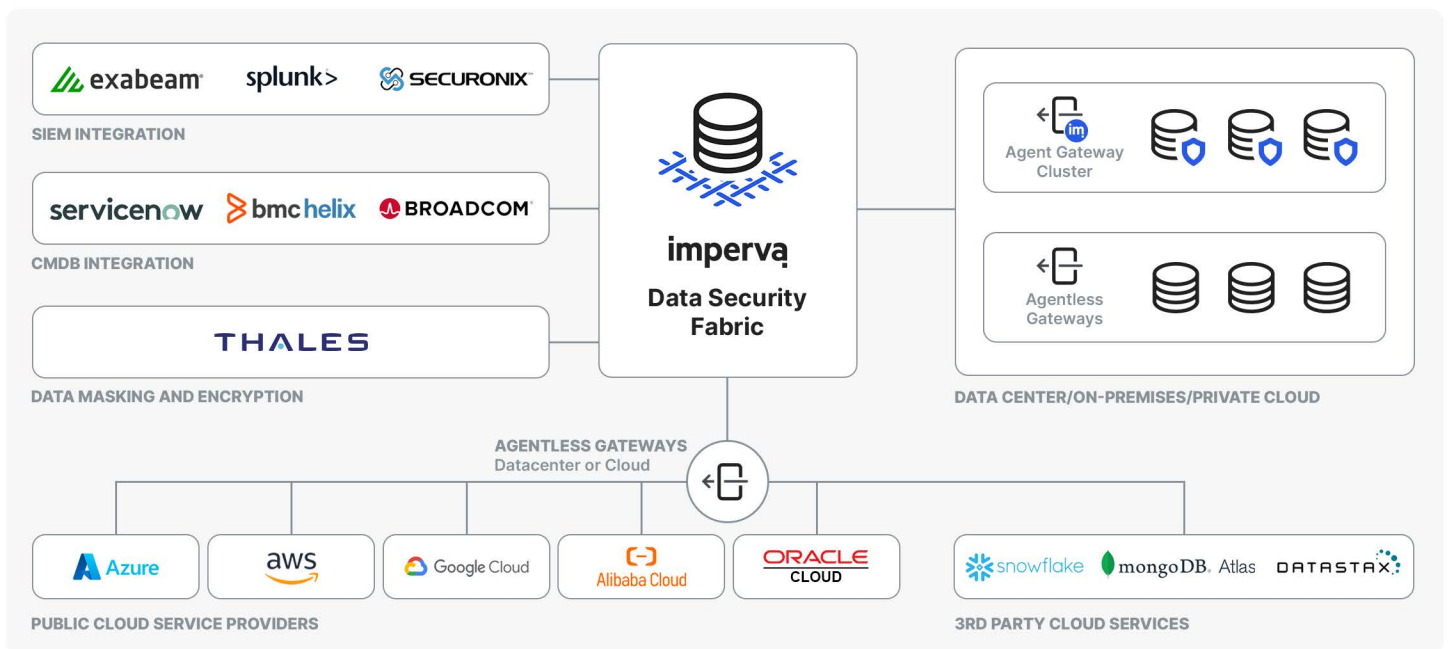 exabeam
splunk>
SECURONIX
SIEM INTEGRATION
servicenow
bmc helix
BROADCOM
CMDB INTEGRATION
THALES
DATA MASKING AND ENCRYPTION
imperva
Data Security
Fabric
im
Agent Gateway
Cluster
Agentless
Gateways
DATA CENTER/ON-PREMISES/PRIVATE CLOUD
AGENTLESS GATEWAYS
Datacenter or Cloud
Azure
aws
Google Cloud
Alibaba Cloud
ORACLE
CLOUD
PUBLIC CLOUD SERVICE PROVIDERS
snowflake
mongoDB. Atlas
DATASTAX
3RD PARTY CLOUD SERVICES